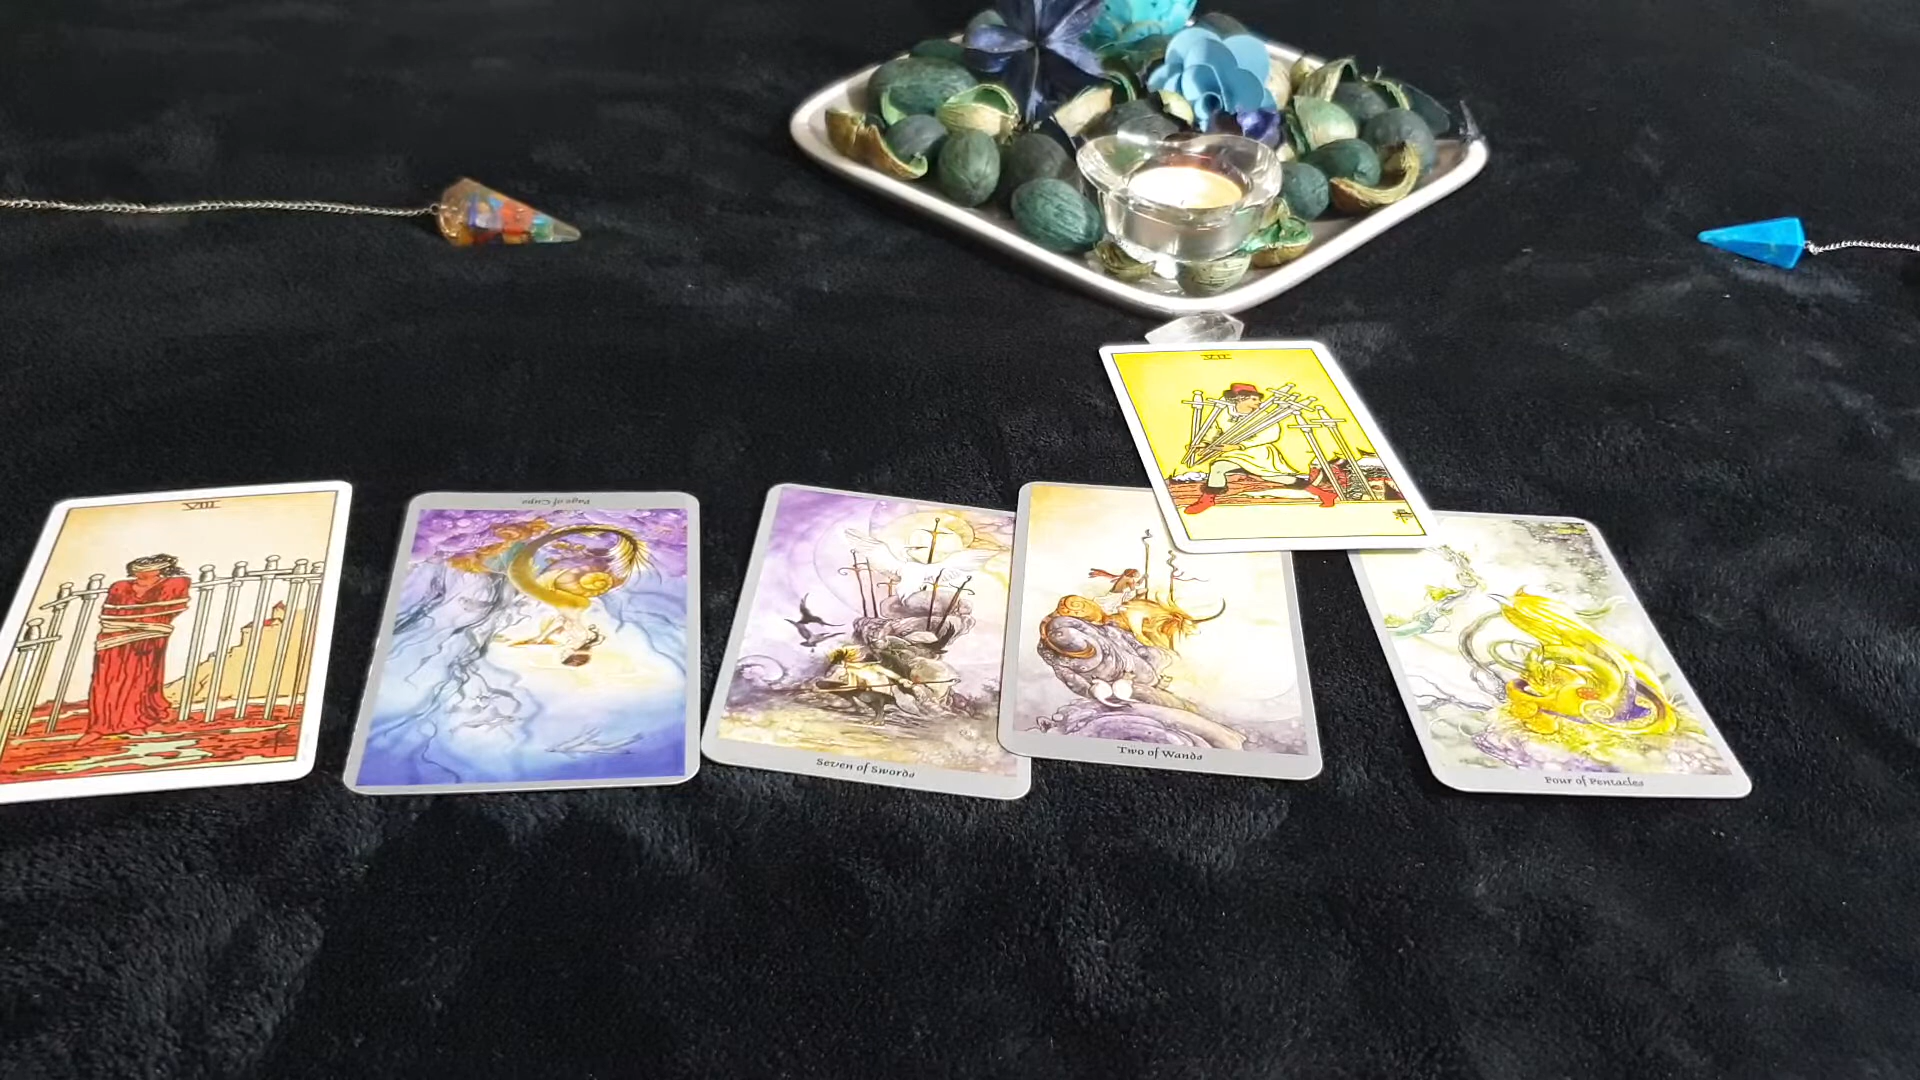 VII
VIII
Page of Cups
Seven of Swords
Two of Wands
Four of Pentacles